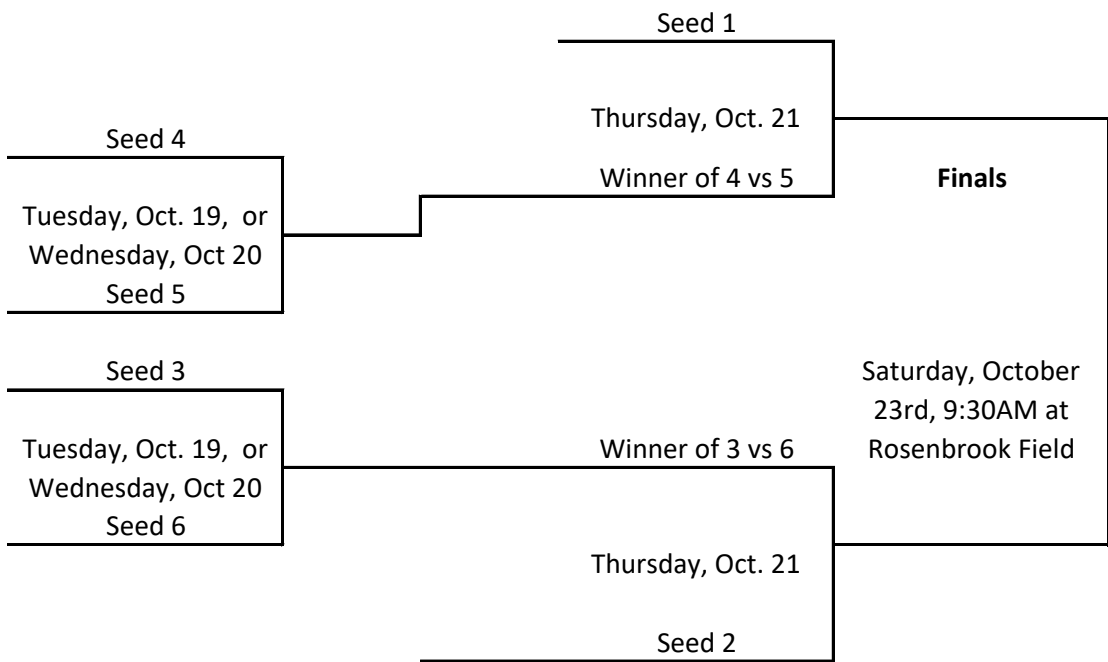 Seed 1
Thursday, Oct. 21
Seed 4
Winner of 4 vs 5
Finals
Tuesday, Oct. 19,  or
Wednesday, Oct 20
Seed 5
Seed 3
Saturday, October
23rd, 9:30AM at
Rosenbrook Field
Tuesday, Oct. 19,  or
Wednesday, Oct 20
Winner of 3 vs 6
Seed 6
Thursday, Oct. 21
Seed 2